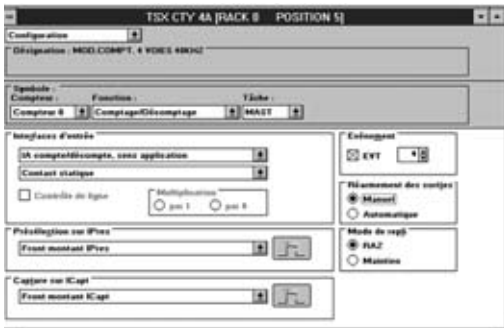 TSX CTY 4A [RACK 0 POSITION 5]
Configuration
Désignation : MOD.COMPT. 4 VOIES 40KHZ
Symbole :
Compteur : Fonction : Tâche :
Compteur 0 Comptage/Décomptage MAST
Interfaces d'entrée
IA compte/décompte, sens application
Contact statique
Contrôle de ligne
Multiplication
par 1 par 4
Evénement
EVT 4
Réarmement des sorties
Manuel
Automatique
Présélection sur IPres
Front montant IPres
Mode de repli
RAZ
Maintien
Capture sur ICapt
Front montant ICapt